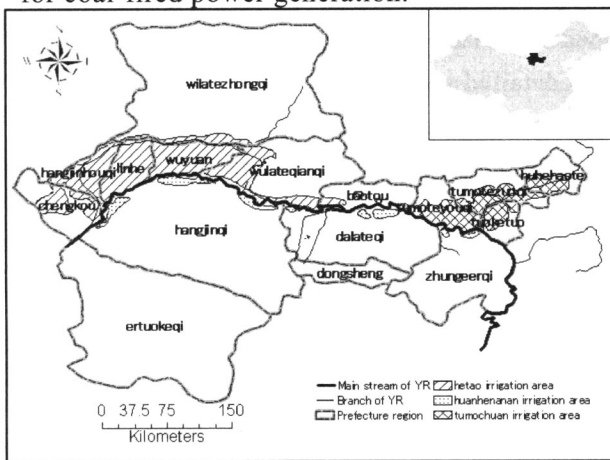 for coal-fired power generation.
wilatezhongqi
hangjinhouqi
linhe
wuyuan
wulateqianqi
chengkou
baotou
tumotezuoqi
huhehaote
tumoteyouqi
tuoketuo
hangjinqi
dalateqi
dongsheng
zhungeerqi
ertuokeqi
Main stream of YR
hetao irrigation area
Branch of YR
huanhenanan irrigation area
Prefecture region
tumochuan irrigation area
0 37.5 75 150
Kilometers